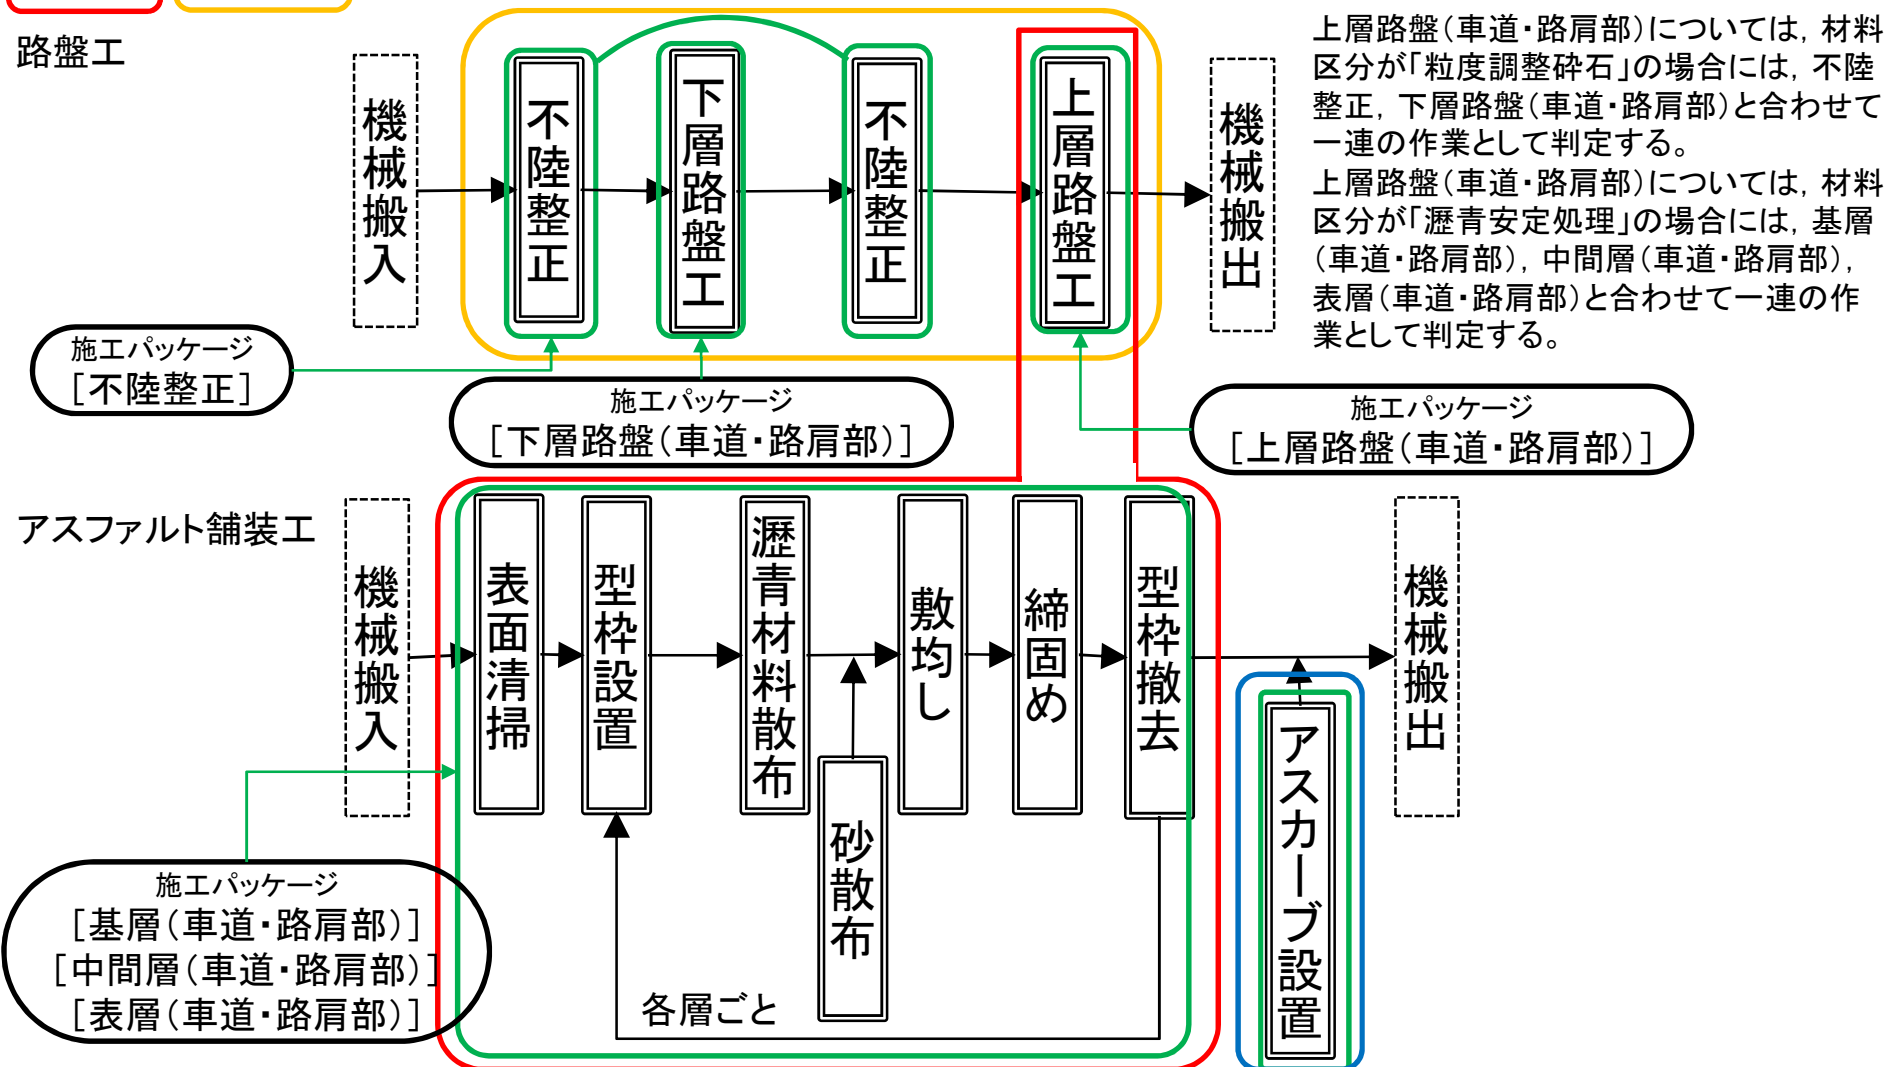 路盤工
機械搬入
不陸整正
下層路盤工
不陸整正
上層路盤工
機械搬出
上層路盤（車道・路肩部）については，材料
区分が「粒度調整砕石」の場合には，不陸
整正，下層路盤（車道・路肩部）と合わせて
一連の作業として判定する。
上層路盤（車道・路肩部）については，材料
区分が「瀝青安定処理」の場合には，基層
（車道・路肩部），中間層（車道・路肩部），
表層（車道・路肩部）と合わせて一連の作
業として判定する。
施工パッケージ
［不陸整正］
施工パッケージ
［下層路盤（車道・路肩部）］
施工パッケージ
［上層路盤（車道・路肩部）］
アスファルト舗装工
機械搬入
表面清掃
型枠設置
瀝青材料散布
砂散布
敷均し
締固め
型枠撤去
アスカーブ設置
機械搬出
各層ごと
施工パッケージ
［基層（車道・路肩部）］
［中間層（車道・路肩部）］
［表層（車道・路肩部）］